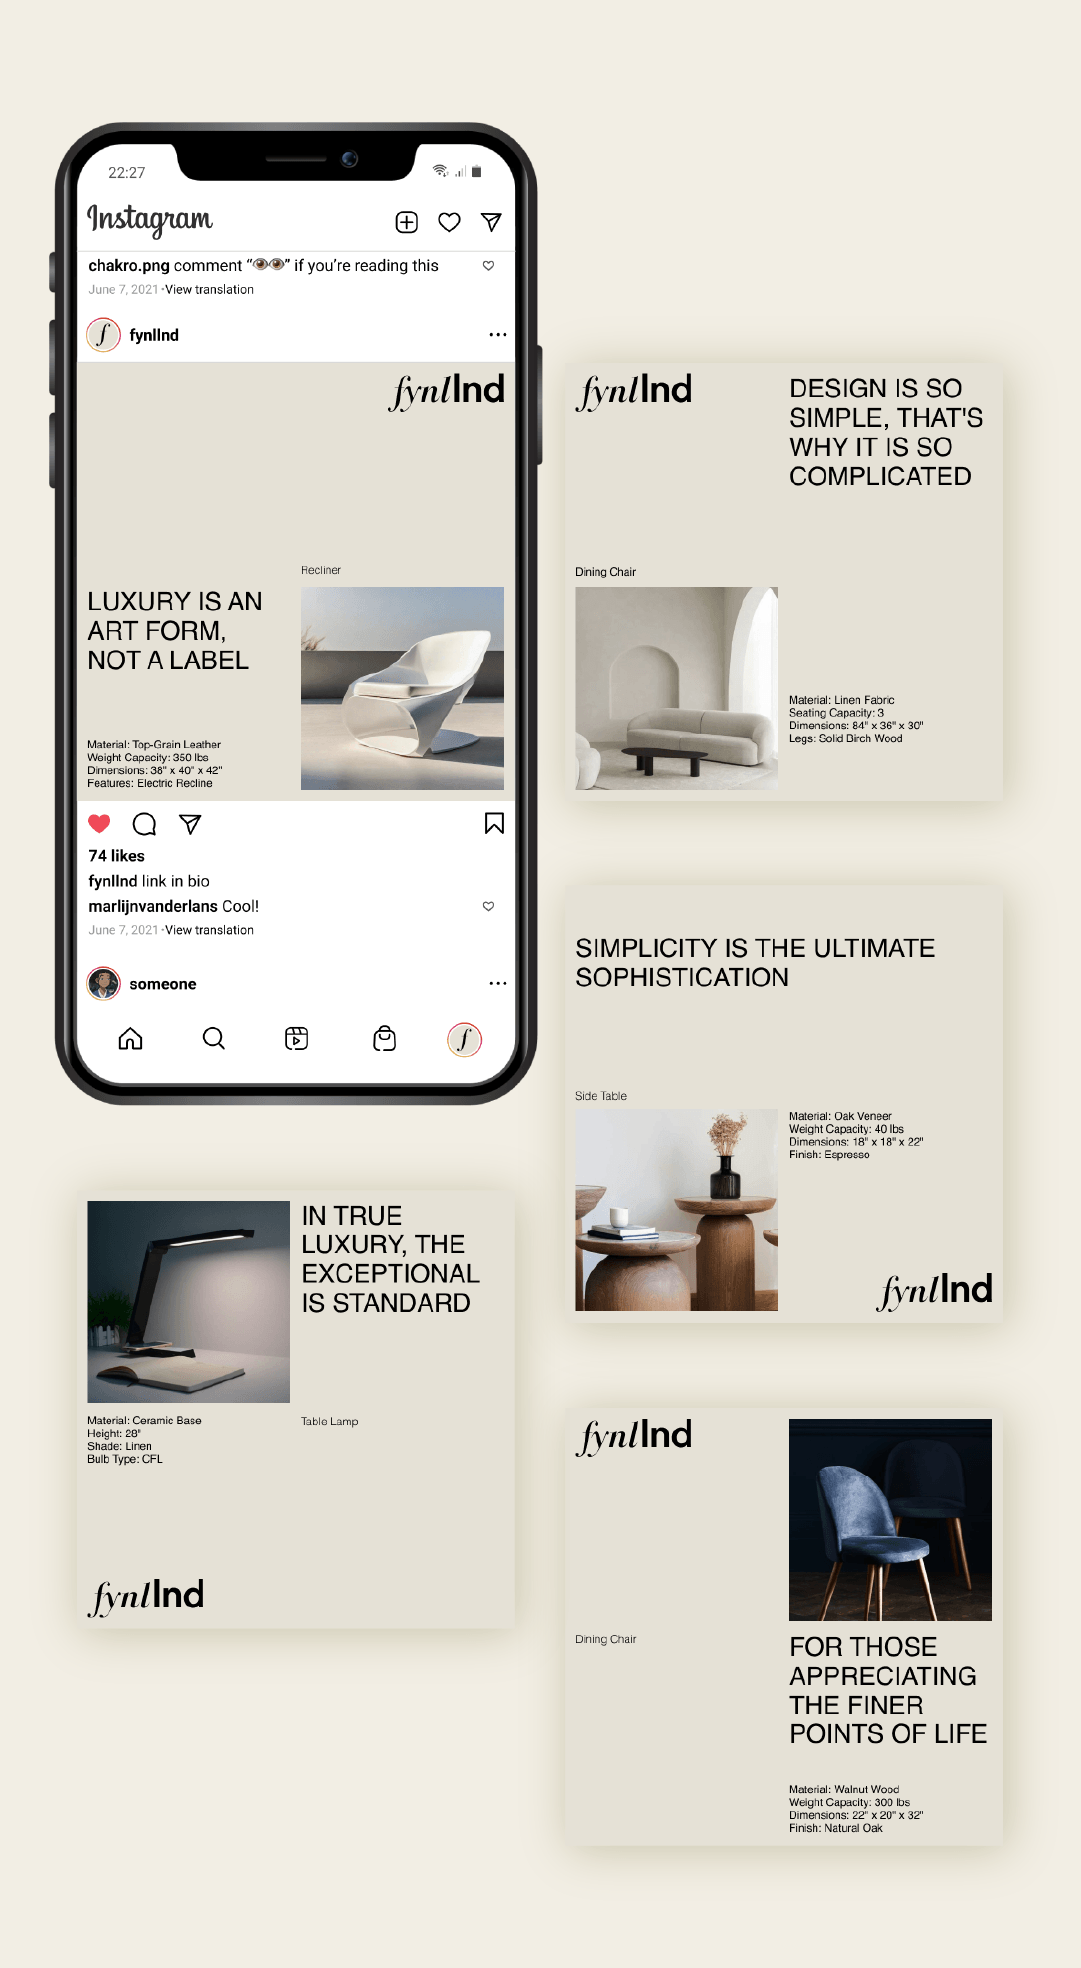 22:27
Instagram
chakro.png comment “👁️👁️” if you’re reading this
June 7, 2021 · View translation
f fynllnd
fynllnd
Recliner
LUXURY IS AN
ART FORM,
NOT A LABEL
Material: Top-Grain Leather
Weight Capacity: 350 lbs
Dimensions: 38" x 40" x 42"
Features: Electric Recline
74 likes
fynllnd link in bio
marlijnvanderlans Cool!
June 7, 2021 · View translation
someone
f
fynllnd
DESIGN IS SO
SIMPLE, THAT'S
WHY IT IS SO
COMPLICATED
Dining Chair
Material: Linen Fabric
Seating Capacity: 3
Dimensions: 84" x 36" x 30"
Legs: Solid Birch Wood
SIMPLICITY IS THE ULTIMATE
SOPHISTICATION
Side Table
Material: Oak Veneer
Weight Capacity: 40 lbs
Dimensions: 18" x 18" x 22"
Finish: Espresso
fynllnd
IN TRUE
LUXURY, THE
EXCEPTIONAL
IS STANDARD
Material: Ceramic Base
Height: 28"
Shade: Linen
Bulb Type: CFL
Table Lamp
fynllnd
fynllnd
Dining Chair
FOR THOSE
APPRECIATING
THE FINER
POINTS OF LIFE
Material: Walnut Wood
Weight Capacity: 300 lbs
Dimensions: 22" x 20" x 32"
Finish: Natural Oak